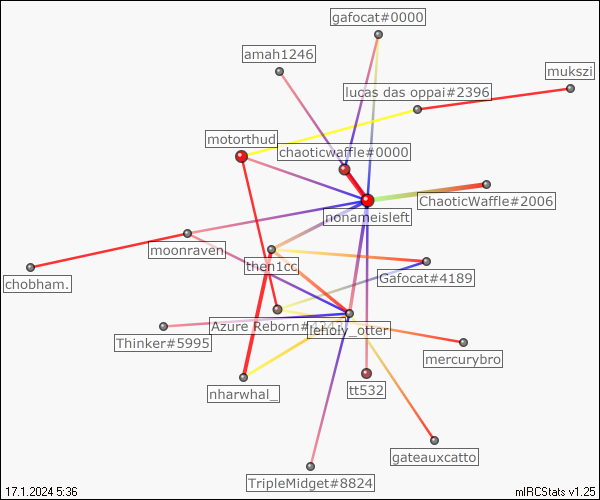 gafocat#0000
amah1246
mukszi
lucas das oppai#2396
motorthud
chaoticwaffle#0000
ChaoticWaffle#2006
nonameisleft
moonraven
then1cc
Gafocat#4189
chobham.
Azure Reborn
leholy_otter
Thinker#5995
mercurybro
nharwhal_
tt532
gateauxcatto
TripleMidget#8824
17.1.2024 5:36
mIRCStats v1.25